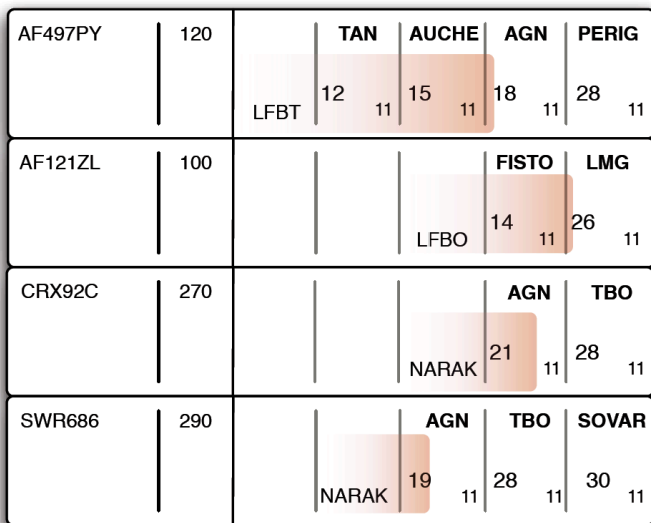 AF497PY 120 TAN AUCHE AGN PERIG
12 15 18 28
LFBT 11 11 11 11
AF121ZL 100 FISTO LMG
14 26
LFBO 11 11
CRX92C 270 AGN TBO
21 28
NARAK 11 11
SWR686 290 AGN TBO SOVAR
19 28 30
NARAK 11 11 11